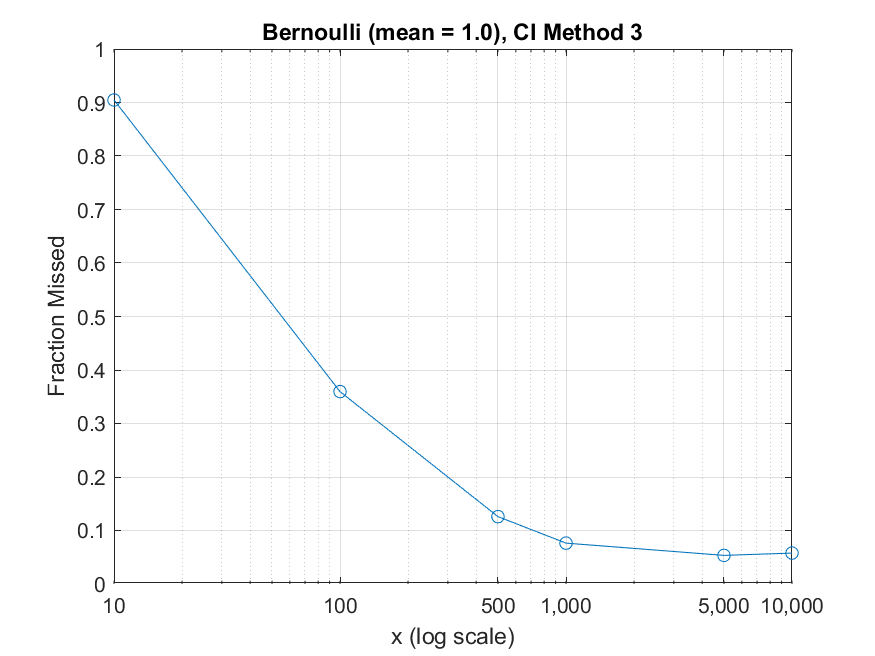 Bernoulli (mean = 1.0), CI Method 3
Fraction Missed
1
0.9
0.8
0.7
0.6
0.5
0.4
0.3
0.2
0.1
0
10 100 500 1,000 5,000 10,000
x (log scale)